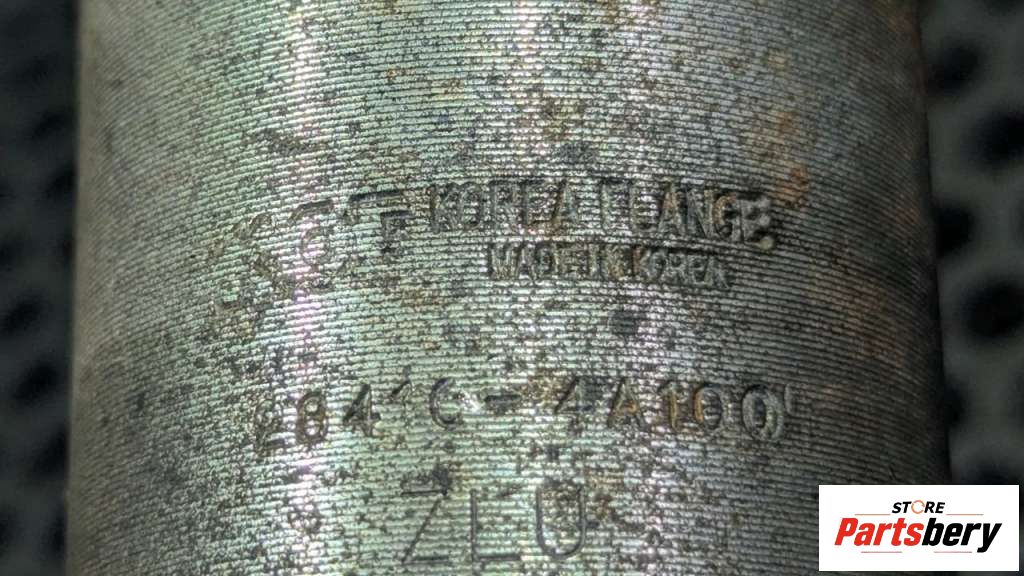 KOREA FLANGE
MADE IN KOREA
28410-4A100
ZLU
STORE
Partsbery